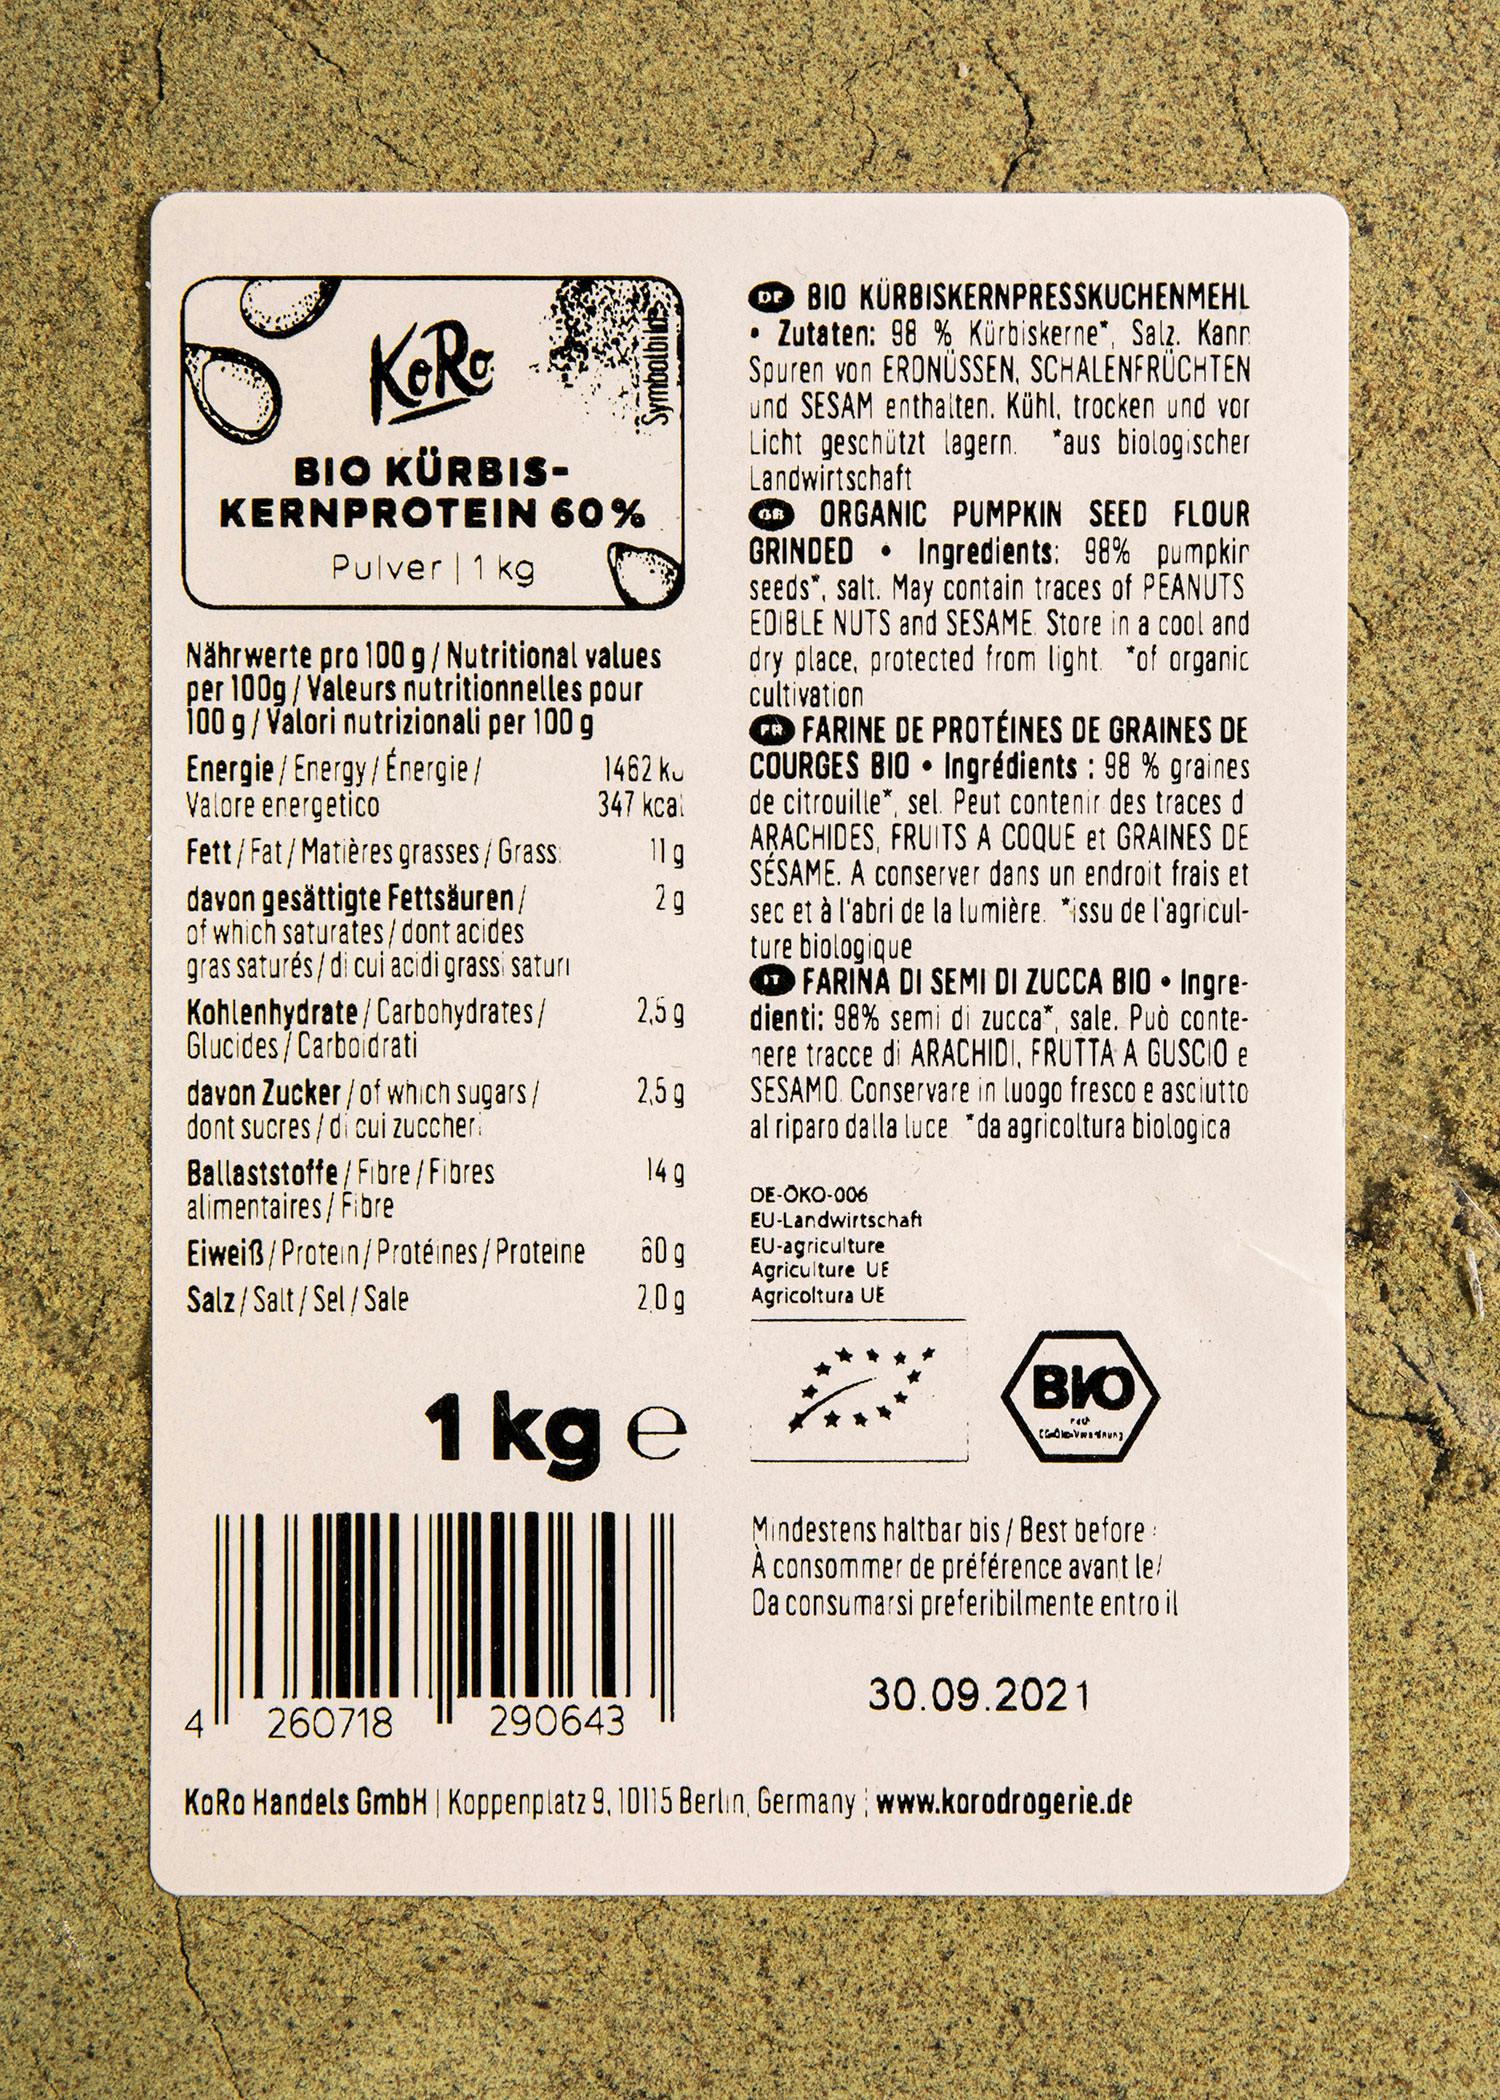 KoRo
Symbolbild
BIO KÜRBIS-
KERNPROTEIN 60%
Pulver | 1 kg
Nährwerte pro 100 g / Nutritional values
per 100g / Valeurs nutritionnelles pour
100 g / Valori nutrizionali per 100 g
Energie / Energy / Énergie / 1462 kJ
Valore energetico 347 kcal
Fett / Fat / Matières grasses / Grassi 11 g
davon gesättigte Fettsäuren / 2 g
of which saturates / dont acides
gras saturés / di cui acidi grassi saturi
Kohlenhydrate / Carbohydrates / 2,5 g
Glucides / Carboidrati
davon Zucker / of which sugars / 2,5 g
dont sucres / di cui zuccheri
Ballaststoffe / Fibre / Fibres 14 g
alimentaires / Fibre
Eiweiß / Protein / Protéines / Proteine 60 g
Salz / Salt / Sel / Sale 2,0 g
1 kg e
4 260718 290643
DE BIO KÜRBISKERNPRESSKUCHENMEHL
• Zutaten: 98 % Kürbiskerne*, Salz. Kann
Spuren von ERDNÜSSEN, SCHALENFRÜCHTEN
und SESAM enthalten. Kühl, trocken und vor
Licht geschützt lagern. *aus biologischer
Landwirtschaft
GB ORGANIC PUMPKIN SEED FLOUR
GRINDED • Ingredients: 98% pumpkin
seeds*, salt. May contain traces of PEANUTS
EDIBLE NUTS and SESAME. Store in a cool and
dry place, protected from light. *of organic
cultivation
FR FARINE DE PROTÉINES DE GRAINES DE
COURGES BIO • Ingrédients : 98 % graines
de citrouille*, sel. Peut contenir des traces d
ARACHIDES, FRUITS A COQUE et GRAINES DE
SÉSAME. A conserver dans un endroit frais et
sec et à l'abri de la lumière. *issu de l'agricul-
ture biologique
IT FARINA DI SEMI DI ZUCCA BIO • Ingre-
dienti: 98% semi di zucca*, sale. Può conte-
nere tracce di ARACHIDI, FRUTTA A GUSCIO e
SESAMO. Conservare in luogo fresco e asciutto
al riparo dalla luce. *da agricoltura biologica
DE-ÖKO-006
EU-Landwirtschaft
EU-agriculture
Agriculture UE
Agricoltura UE
BIO
nach
EG-Öko-Verordnung
Mindestens haltbar bis / Best before :
À consommer de préférence avant le/
Da consumarsi preferibilmente entro il
30.09.2021
KoRo Handels GmbH | Koppenplatz 9, 10115 Berlin, Germany | www.korodrogerie.de